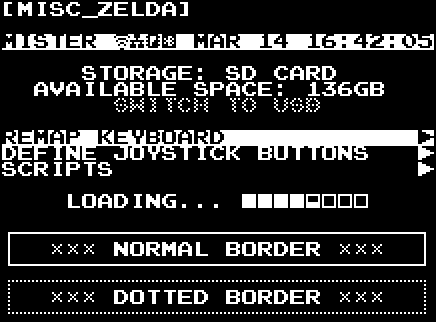 [MISC_ZELDA]
MISTER MAR 14 16:42:05
STORAGE: SD CARD
AVAILABLE SPACE: 136GB
SWITCH TO USB
REMAP KEYBOARD
DEFINE JOYSTICK BUTTONS
SCRIPTS
LOADING...
××× NORMAL BORDER ×××
××× DOTTED BORDER ×××